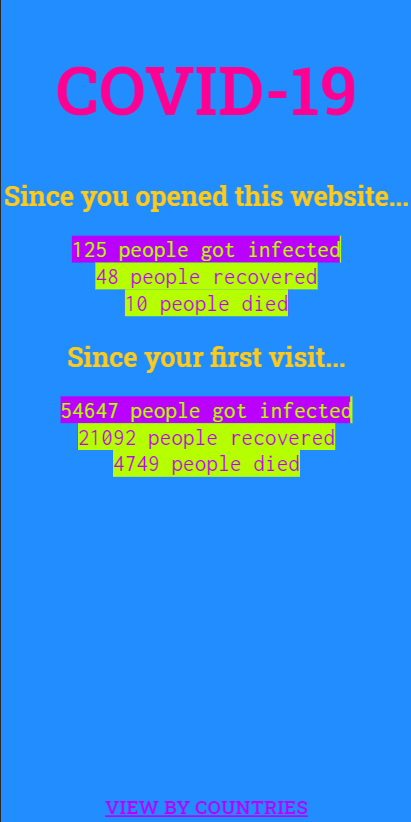 COVID-19
Since you opened this website...
125 people got infected
48 people recovered
10 people died
Since your first visit...
54647 people got infected
21092 people recovered
4749 people died
VIEW BY COUNTRIES